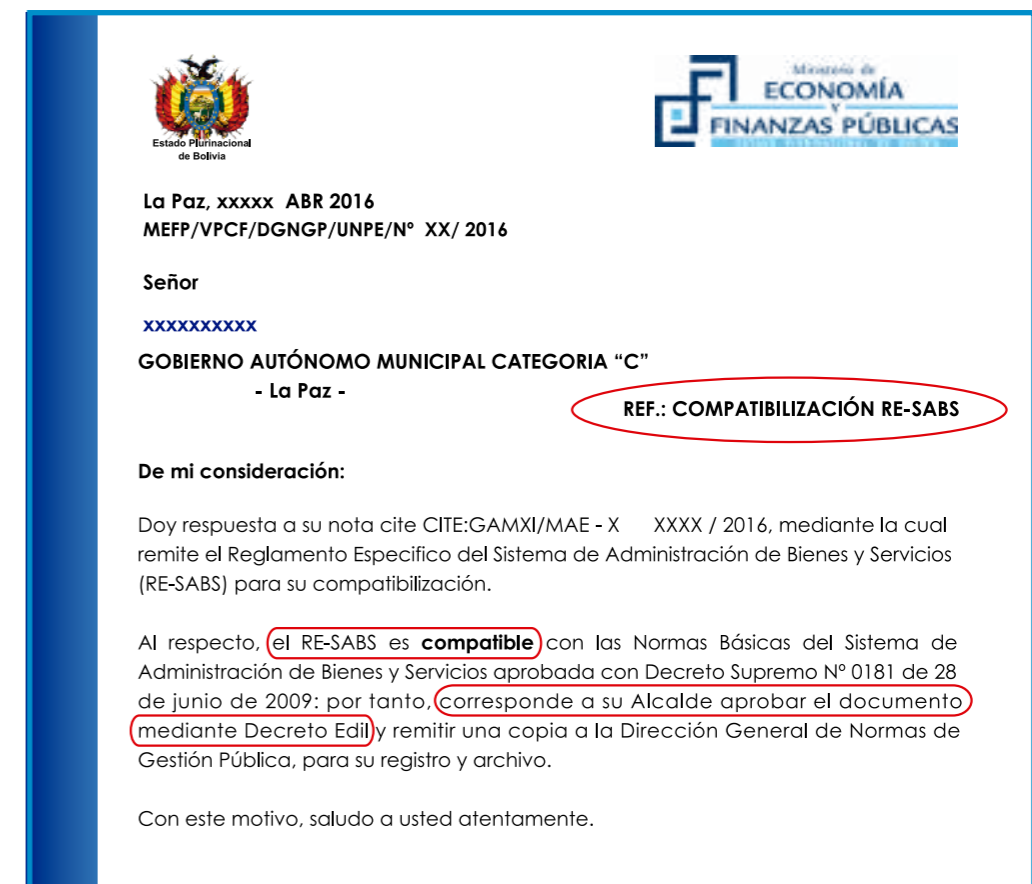 Estado Plurinacional
de Bolivia
Ministerio de
ECONOMÍA
Y
FINANZAS PÚBLICAS
La Paz, xxxxx ABR 2016
MEFP/VPCF/DGNGP/UNPE/Nº XX/ 2016
Señor
xxxxxxxxxx
GOBIERNO AUTÓNOMO MUNICIPAL CATEGORIA “C”
- La Paz -
REF.: COMPATIBILIZACIÓN RE-SABS
De mi consideración:
Doy respuesta a su nota cite CITE:GAMXI/MAE - X XXXX / 2016, mediante la cual
remite el Reglamento Especifico del Sistema de Administración de Bienes y Servicios
(RE-SABS) para su compatibilización.
Al respecto, el RE-SABS es compatible con las Normas Básicas del Sistema de
Administración de Bienes y Servicios aprobada con Decreto Supremo Nº 0181 de 28
de junio de 2009: por tanto, corresponde a su Alcalde aprobar el documento
mediante Decreto Edil y remitir una copia a la Dirección General de Normas de
Gestión Pública, para su registro y archivo.
Con este motivo, saludo a usted atentamente.